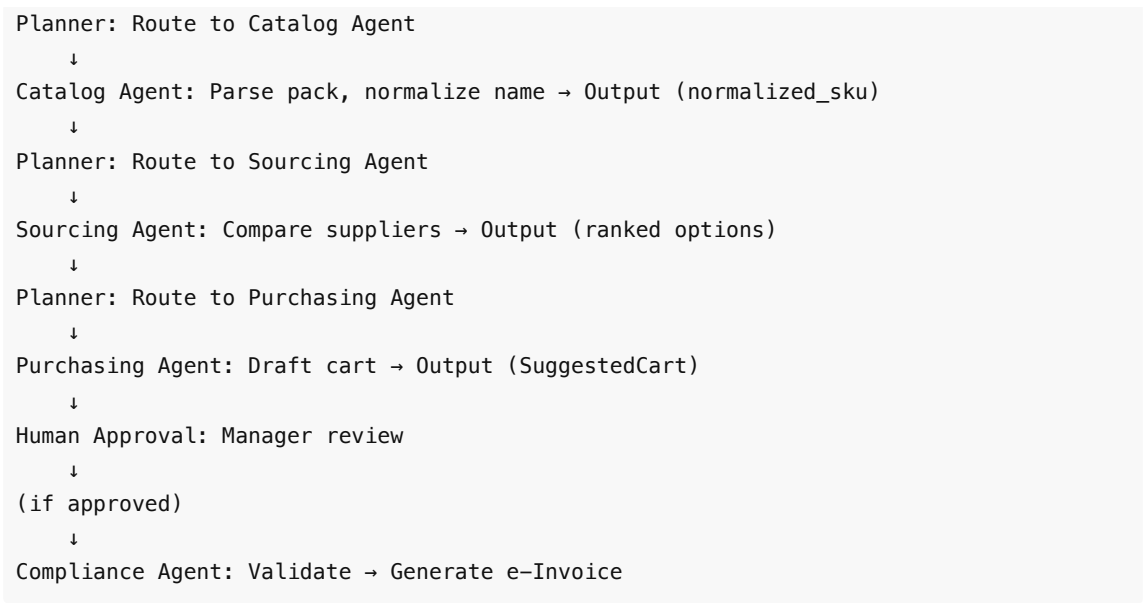 Planner: Route to Catalog Agent
↓
Catalog Agent: Parse pack, normalize name → Output (normalized_sku)
↓
Planner: Route to Sourcing Agent
↓
Sourcing Agent: Compare suppliers → Output (ranked options)
↓
Planner: Route to Purchasing Agent
↓
Purchasing Agent: Draft cart → Output (SuggestedCart)
↓
Human Approval: Manager review
↓
(if approved)
↓
Compliance Agent: Validate → Generate e-Invoice